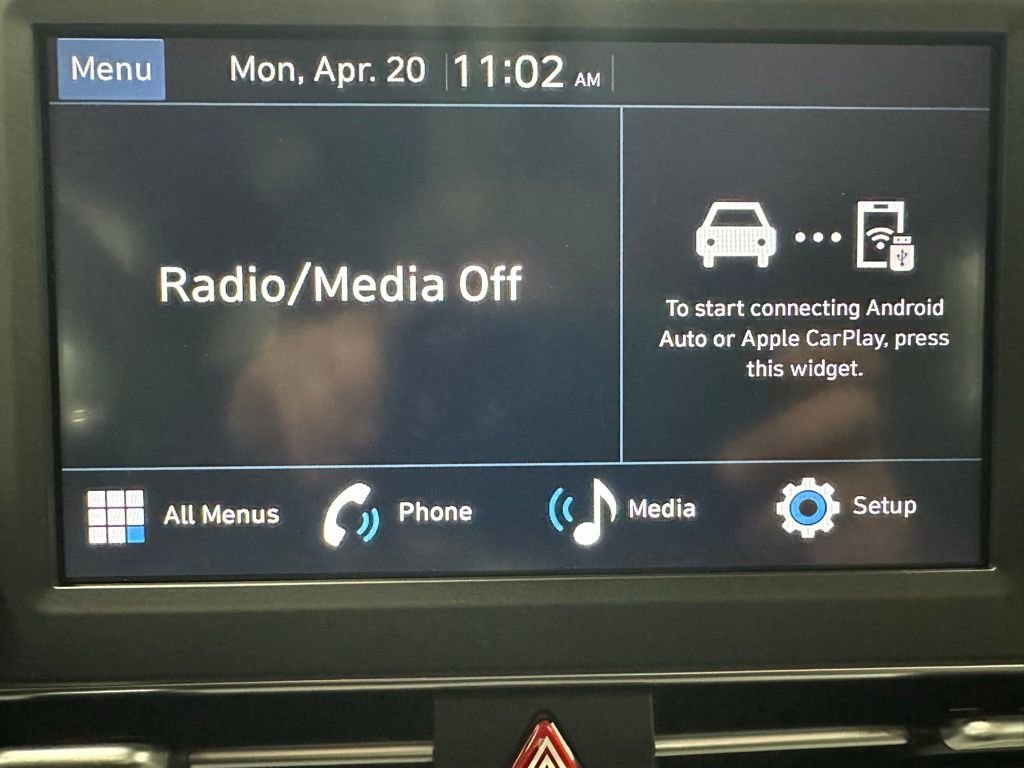 Menu
Mon, Apr. 20 11:02 AM
Radio/Media Off
To start connecting Android
Auto or Apple CarPlay, press
this widget.
All Menus
Phone
Media
Setup